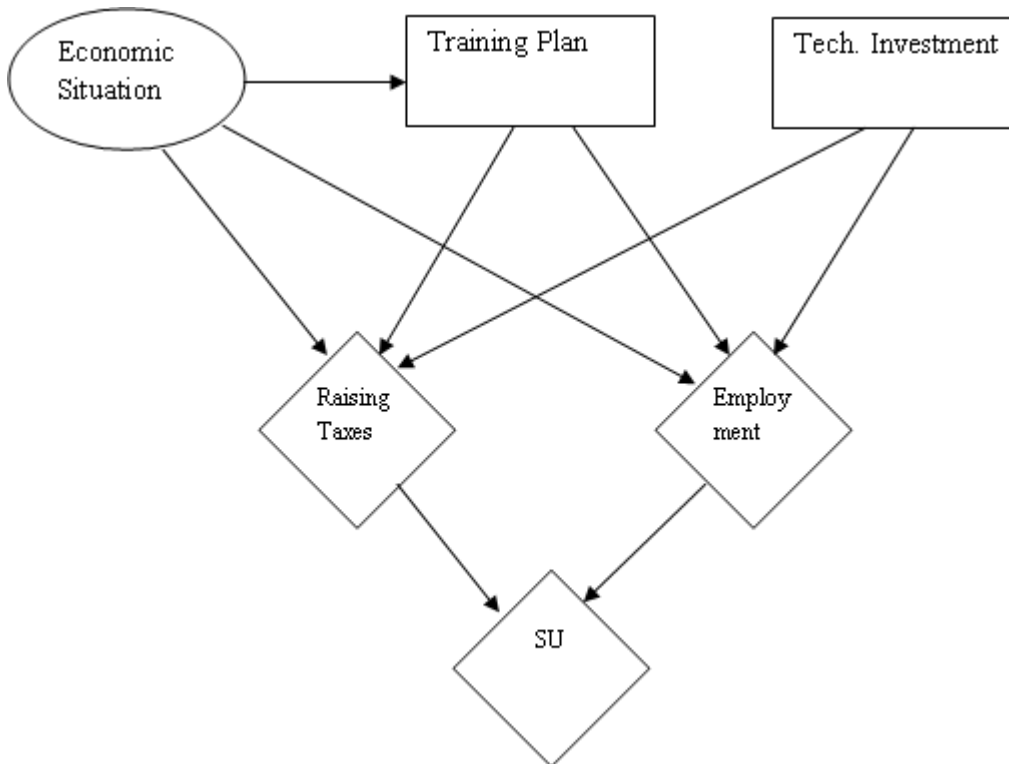 Economic
Situation
Training Plan
Tech. Investment
Raising
Taxes
Employ
ment
SU